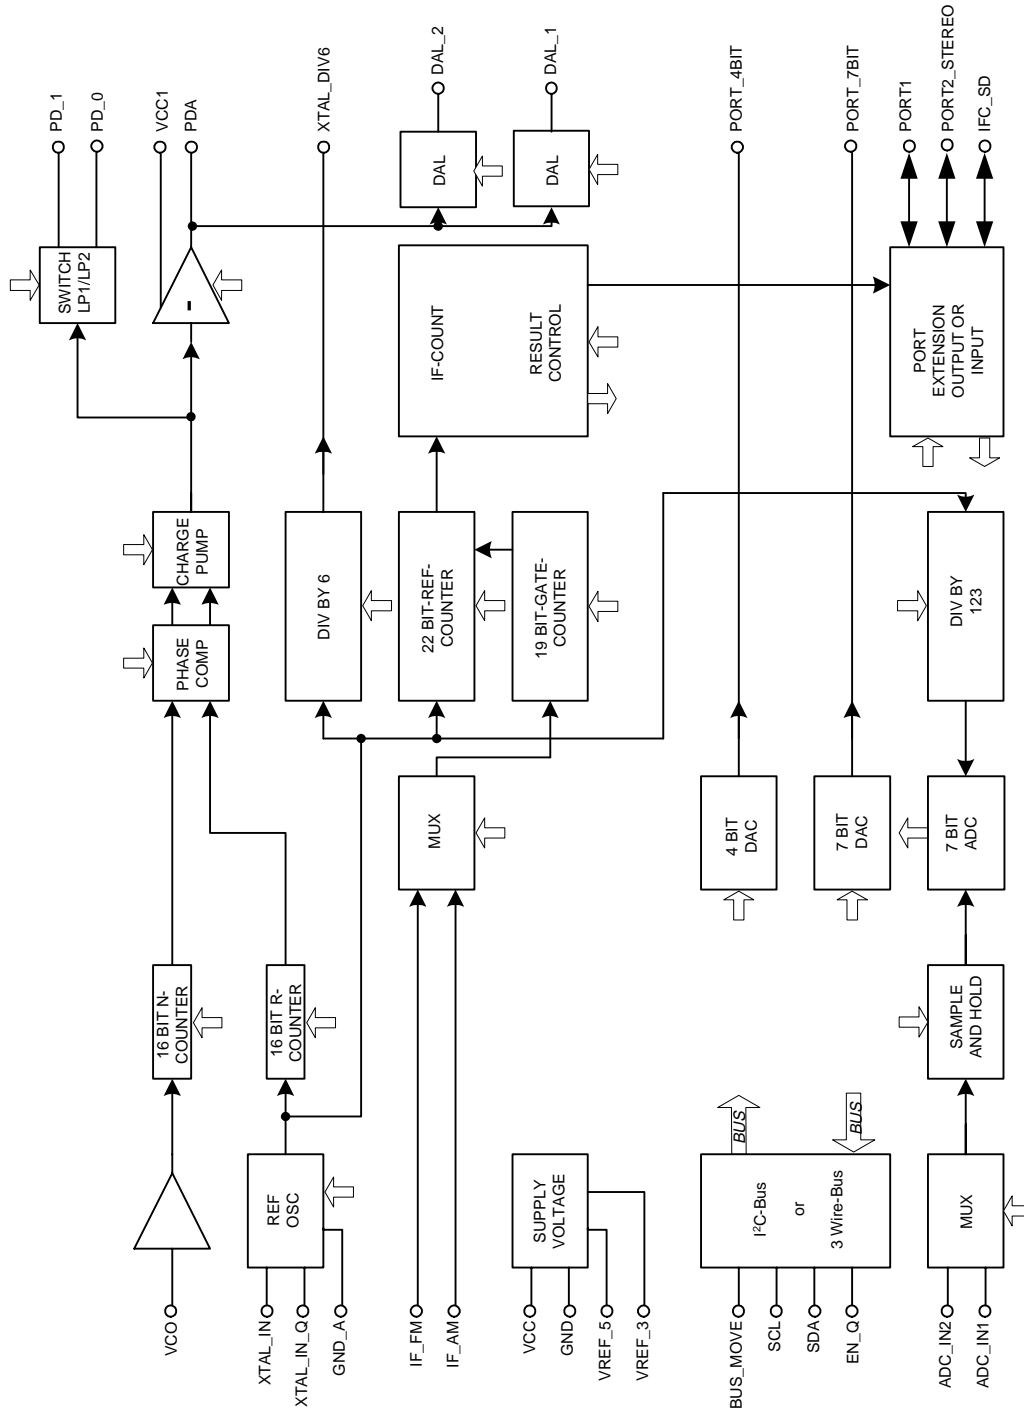 VCO
XTAL_IN
XTAL_IN_Q
GND_A
IF_FM
IF_AM
VCC
GND
VREF_5
VREF_3
BUS_MOVE
SCL
SDA
EN_Q
ADC_IN2
ADC_IN1
REF
OSC
SUPPLY
VOLTAGE
I²C-Bus
or
3 Wire-Bus
BUS
BUS
MUX
16 BIT N-
COUNTER
16 BIT R-
COUNTER
SAMPLE
AND HOLD
MUX
4 BIT
DAC
7 BIT
DAC
7 BIT
ADC
PHASE
COMP
CHARGE
PUMP
DIV BY 6
22 BIT-REF-
COUNTER
19 BIT-GATE-
COUNTER
DIV BY
123
SWITCH
LP1/LP2
-
IF-COUNT
RESULT
CONTROL
PORT
EXTENSION
OUTPUT OR
INPUT
DAL
DAL
PD_1
PD_0
VCC1
PDA
XTAL_DIV6
DAL_2
DAL_1
PORT_4BIT
PORT_7BIT
PORT1
PORT2_STEREO
IFC_SD